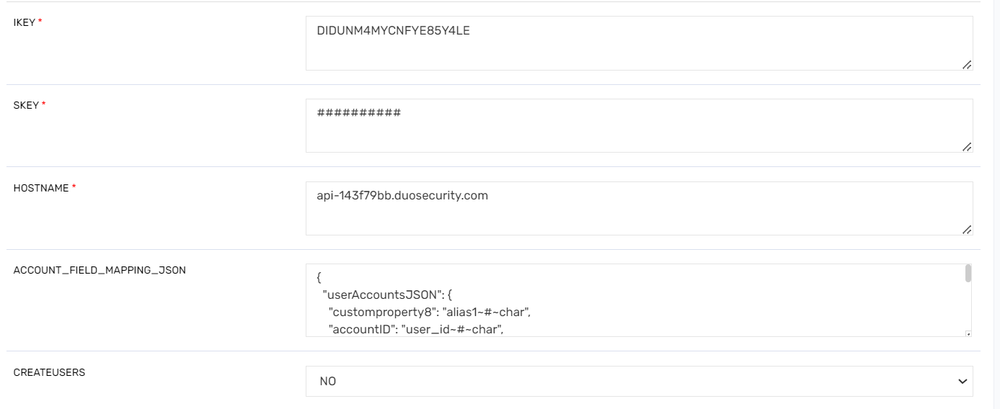 IKEY *
DIDUNM4MYCNFYE85Y4LE
SKEY *
##########
HOSTNAME *
api-143f79bb.duosecurity.com
ACCOUNT_FIELD_MAPPING_JSON
{
"userAccountsJSON": {
"customproperty8": "alias1~#~char",
"accountID": "user_id~#~char",
CREATEUSERS
NO